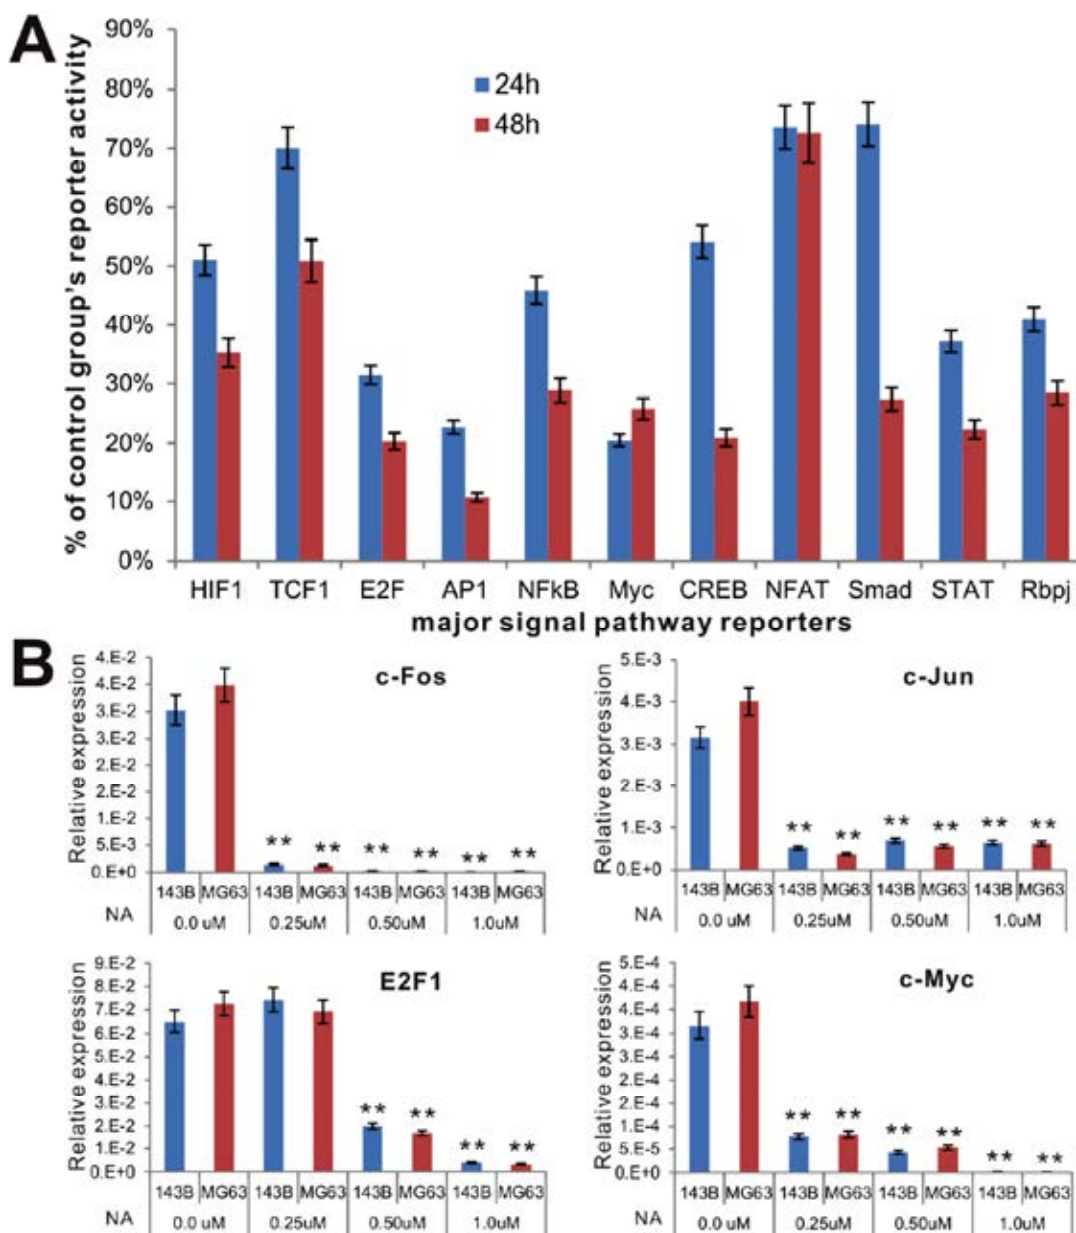 A
% of control group's reporter activity
90%
80%
70%
60%
50%
40%
30%
20%
10%
0%
24h
48h
HIF1 TCF1 E2F AP1 NFkB Myc CREB NFAT Smad STAT Rbpj
major signal pathway reporters
B
c-Fos
Relative expression
4.E-2
4.E-2
3.E-2
3.E-2
2.E-2
2.E-2
1.E-2
5.E-3
0.E+0
** ** ** ** ** **
143B MG63 143B MG63 143B MG63 143B MG63
NA 0.0 uM 0.25uM 0.50uM 1.0uM
c-Jun
Relative expression
5.E-3
4.E-3
3.E-3
2.E-3
1.E-3
0.E+0
** ** ** ** ** **
143B MG63 143B MG63 143B MG63 143B MG63
NA 0.0 uM 0.25uM 0.50uM 1.0uM
E2F1
Relative expression
9.E-2
8.E-2
7.E-2
6.E-2
5.E-2
4.E-2
3.E-2
2.E-2
1.E-2
0.E+0
** ** ** **
143B MG63 143B MG63 143B MG63 143B MG63
NA 0.0 uM 0.25uM 0.50uM 1.0uM
c-Myc
Relative expression
5.E-4
4.E-4
4.E-4
3.E-4
3.E-4
2.E-4
2.E-4
1.E-4
5.E-5
0.E+0
** ** ** ** ** **
143B MG63 143B MG63 143B MG63 143B MG63
NA 0.0 uM 0.25uM 0.50uM 1.0uM